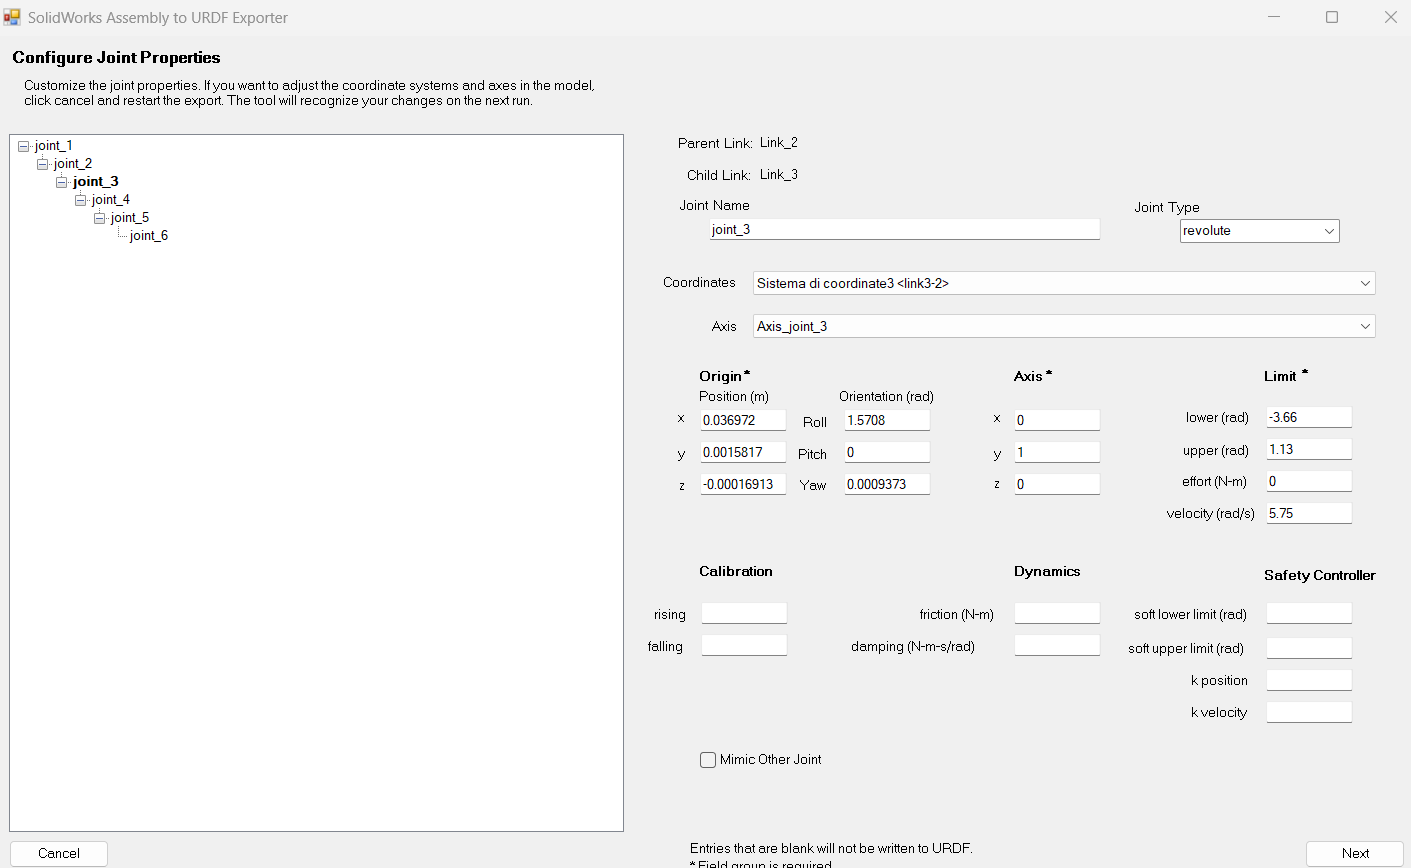 SolidWorks Assembly to URDF Exporter
Configure Joint Properties
Customize the joint properties. If you want to adjust the coordinate systems and axes in the model,
click cancel and restart the export. The tool will recognize your changes on the next run.
joint_1
joint_2
joint_3
joint_4
joint_5
joint_6
Parent Link: Link_2
Child Link: Link_3
Joint Name
joint_3
Joint Type
revolute
Coordinates Sistema di coordinate3 <link3-2>
Axis Axis_joint_3
Origin*
Position (m) Orientation (rad)
x 0.036972 Roll 1.5708
y 0.0015817 Pitch 0
z -0.00016913 Yaw 0.0009373
Axis *
x 0
y 1
z 0
Limit *
lower (rad) -3.66
upper (rad) 1.13
effort (N-m) 0
velocity (rad/s) 5.75
Calibration
rising
falling
Dynamics
friction (N-m)
damping (N-m-s/rad)
Safety Controller
soft lower limit (rad)
soft upper limit (rad)
k position
k velocity
Mimic Other Joint
Cancel
Entries that are blank will not be written to URDF.
* Field group is required
Next